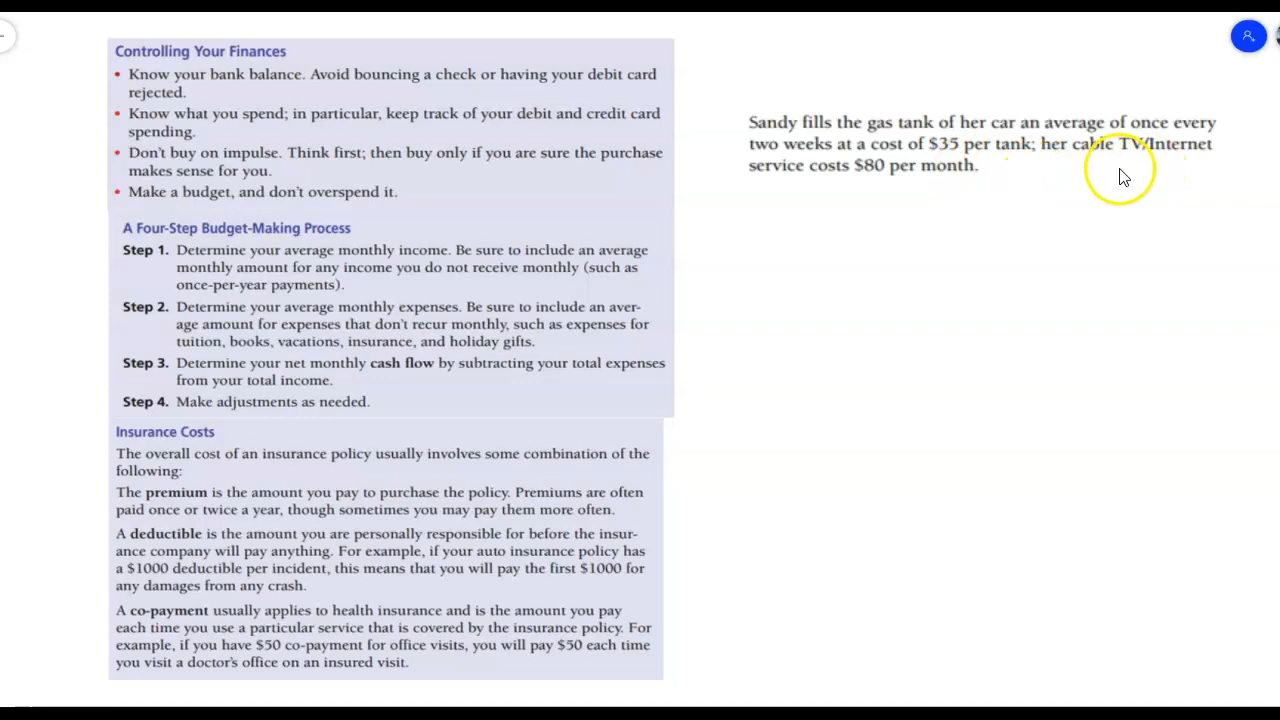 Controlling Your Finances
• Know your bank balance. Avoid bouncing a check or having your debit card
rejected.
• Know what you spend; in particular, keep track of your debit and credit card
spending.
• Don't buy on impulse. Think first; then buy only if you are sure the purchase
makes sense for you.
• Make a budget, and don't overspend it.
A Four-Step Budget-Making Process
Step 1. Determine your average monthly income. Be sure to include an average
monthly amount for any income you do not receive monthly (such as
once-per-year payments).
Step 2. Determine your average monthly expenses. Be sure to include an aver-
age amount for expenses that don't recur monthly, such as expenses for
tuition, books, vacations, insurance, and holiday gifts.
Step 3. Determine your net monthly cash flow by subtracting your total expenses
from your total income.
Step 4. Make adjustments as needed.
Insurance Costs
The overall cost of an insurance policy usually involves some combination of the
following:
The premium is the amount you pay to purchase the policy. Premiums are often
paid once or twice a year, though sometimes you may pay them more often.
A deductible is the amount you are personally responsible for before the insur-
ance company will pay anything. For example, if your auto insurance policy has
a $1000 deductible per incident, this means that you will pay the first $1000 for
any damages from any crash.
A co-payment usually applies to health insurance and is the amount you pay
each time you use a particular service that is covered by the insurance policy. For
example, if you have $50 co-payment for office visits, you will pay $50 each time
you visit a doctor's office on an insured visit.
Sandy fills the gas tank of her car an average of once every
two weeks at a cost of $35 per tank; her cable TV/Internet
service costs $80 per month.